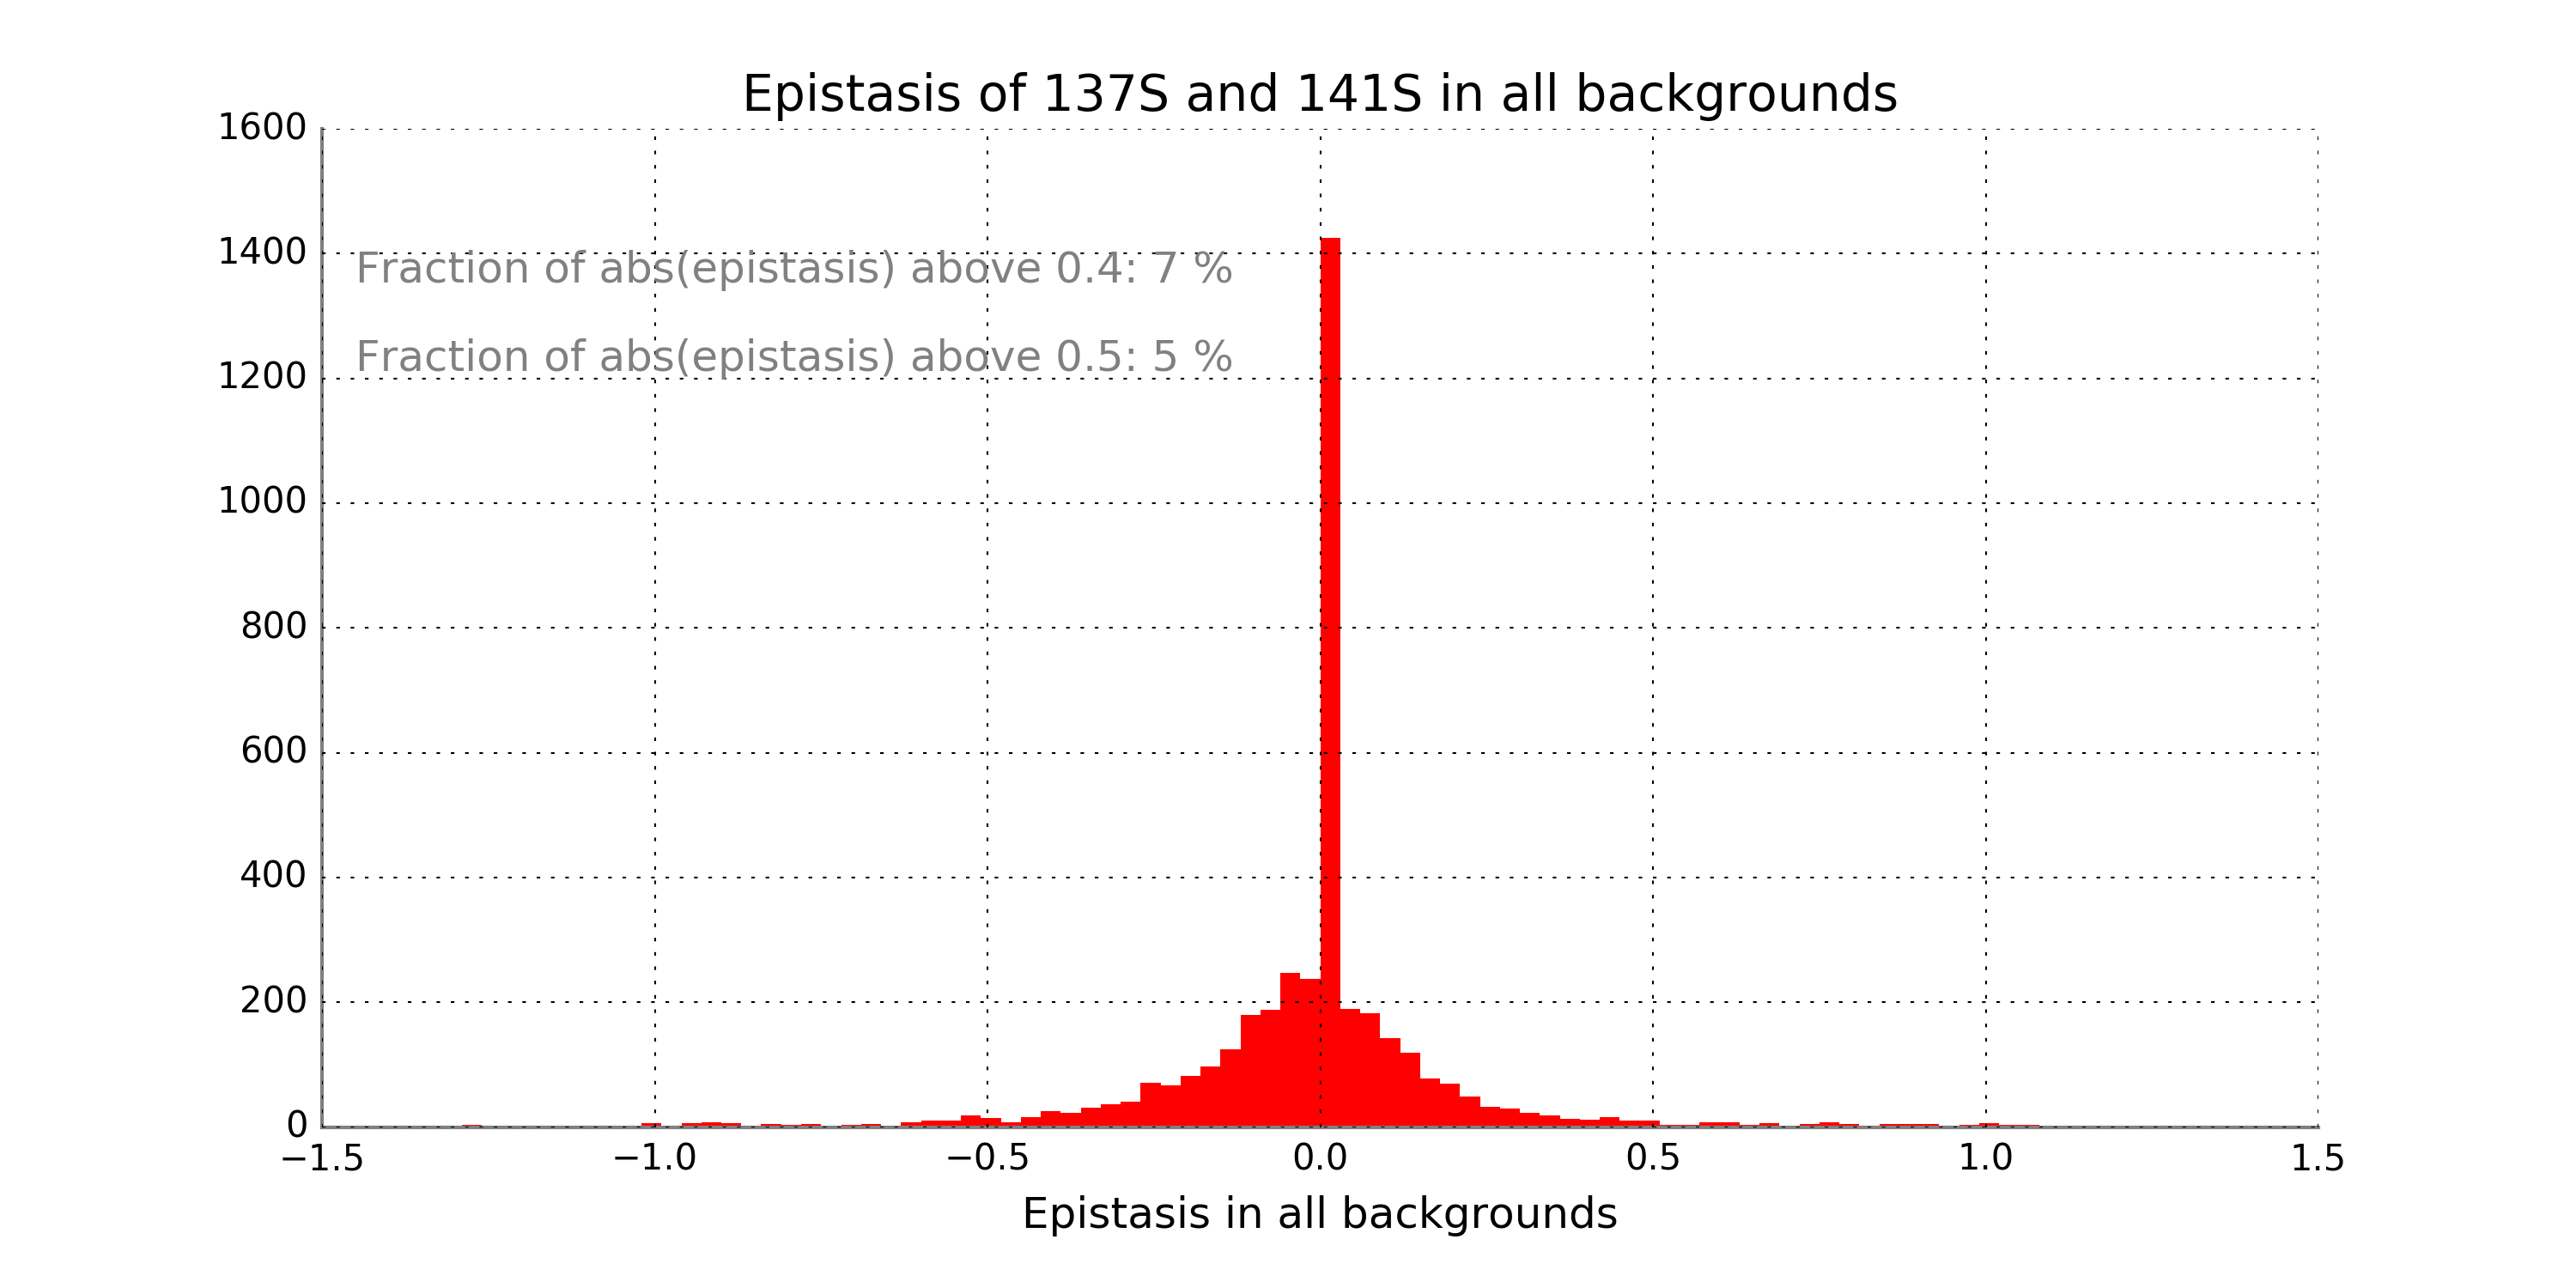 Epistasis of 137S and 141S in all backgrounds
1600
1400
Fraction of abs(epistasis) above 0.4: 7 %
Fraction of abs(epistasis) above 0.5: 5 %
1200
1000
800
600
400
200
0
−1.5 −1.0 −0.5 0.0 0.5 1.0 1.5
Epistasis in all backgrounds